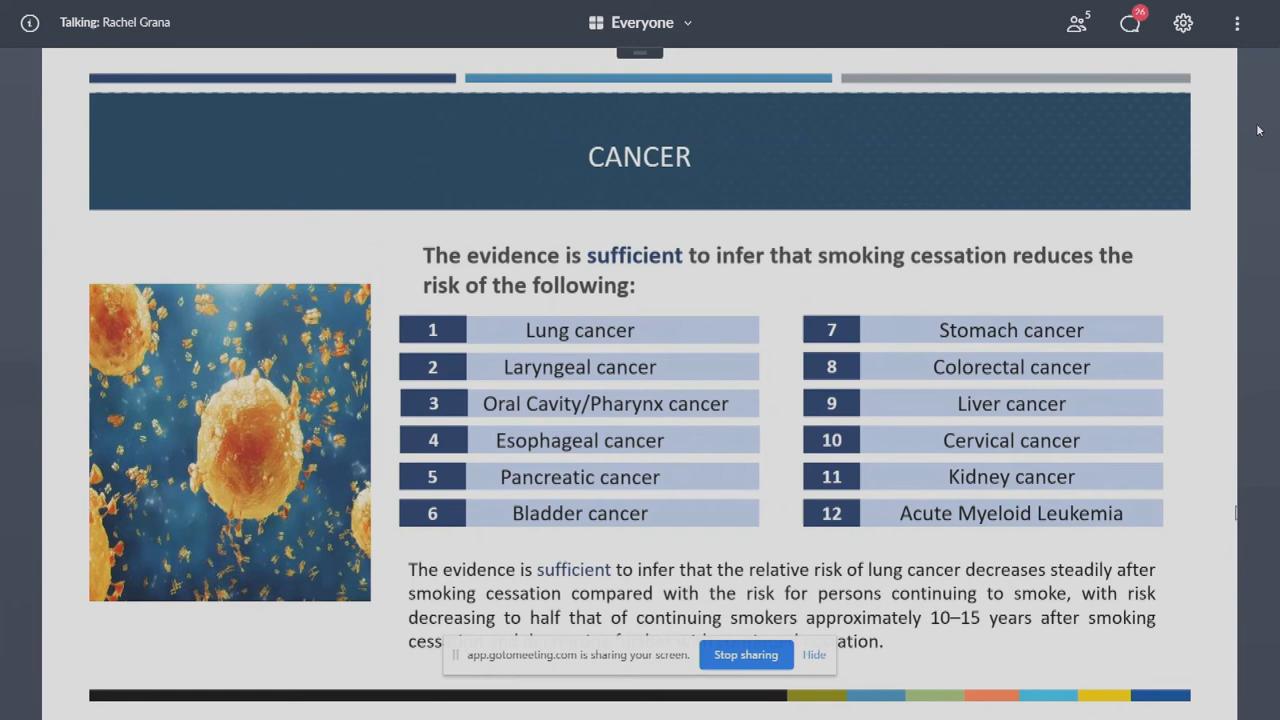 Talking: Rachel Grana
Everyone
5
26
CANCER
The evidence is sufficient to infer that smoking cessation reduces the
risk of the following:
1 Lung cancer
2 Laryngeal cancer
3 Oral Cavity/Pharynx cancer
4 Esophageal cancer
5 Pancreatic cancer
6 Bladder cancer
7 Stomach cancer
8 Colorectal cancer
9 Liver cancer
10 Cervical cancer
11 Kidney cancer
12 Acute Myeloid Leukemia
The evidence is sufficient to infer that the relative risk of lung cancer decreases steadily after
smoking cessation compared with the risk for persons continuing to smoke, with risk
decreasing to half that of continuing smokers approximately 10–15 years after smoking
app.gotomeeting.com is sharing your screen. Stop sharing Hide